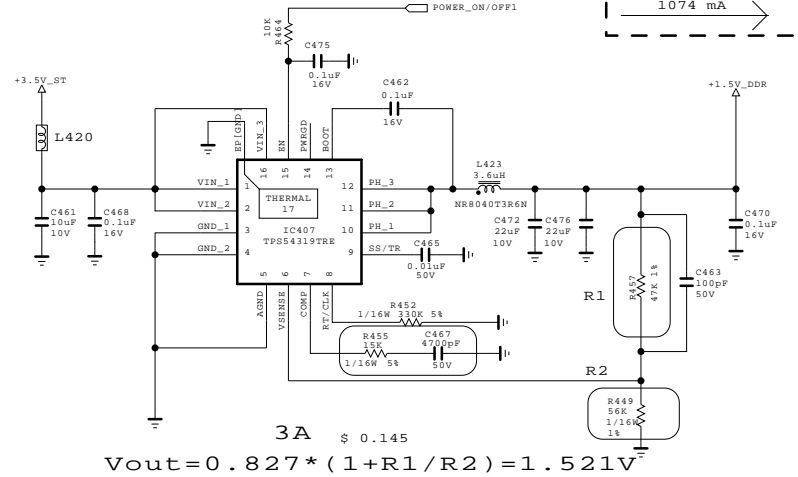 1074 mA
POWER_ON/OFF1
10K
R464
C475
0.1uF
16V
+3.5V_ST
L420
C462
0.1uF
16V
+1.5V_DDR
EP[GND]
VIN_3
EN
PWRGD
BOOT
16
15
14
13
L423
3.6uH
NR8040T3R6N
VIN_1
1
THERMAL
17
12
PH_3
VIN_2
2
11
PH_2
GND_1
3
IC407
TPS54319TRE
10
PH_1
GND_2
4
9
SS/TR
C461
10uF
10V
C468
0.1uF
16V
C465
0.01uF
50V
C472
22uF
10V
C476
22uF
10V
C470
0.1uF
16V
5
6
7
8
AGND
VSENSE
COMP
RT/CLK
R1
R457
47K 1%
C463
100pF
50V
R452
1/16W 330K 5%
R455
15K
1/16W 5%
C467
4700pF
50V
R2
R449
56K
1/16W
1%
3A
$ 0.145
Vout=0.827*(1+R1/R2)=1.521V